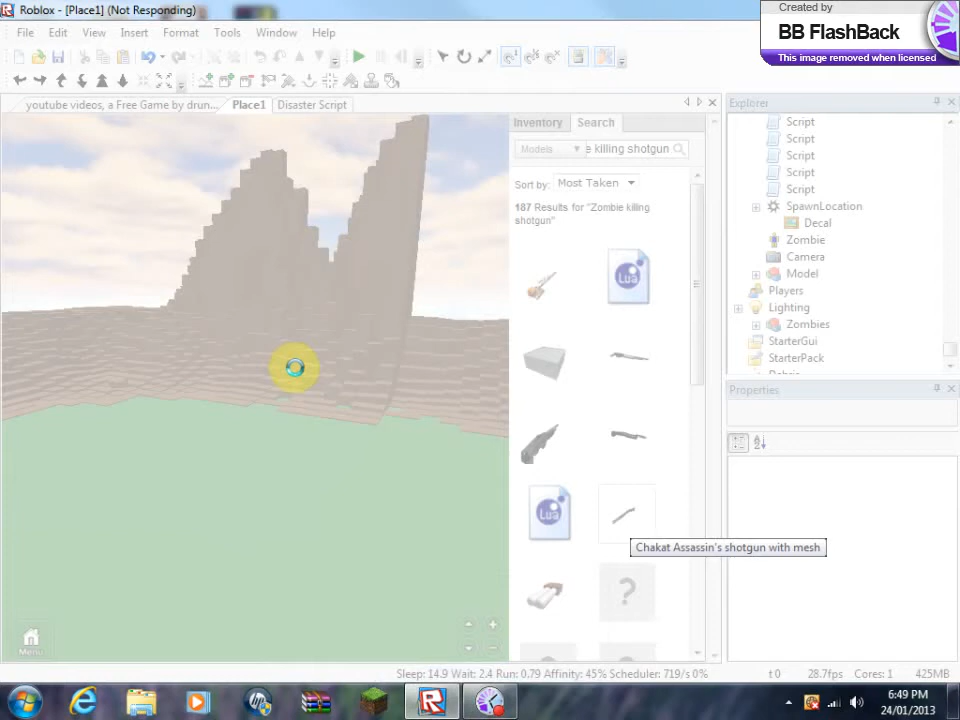 Roblox - [Place1] (Not Responding)
Created by
BB FlashBack
This image removed when licensed
File Edit View Insert Format Tools Window Help
youtube videos, a Free Game by drun... Place1 Disaster Script
Inventory Search
Models e killing shotgun
Sort by: Most Taken
187 Results for "Zombie killing
shotgun"
Lua
Lua
Chakat Assassin's shotgun with mesh
?
Explorer
Script
Script
Script
Script
Script
SpawnLocation
Decal
Zombie
Camera
Model
Players
Lighting
Zombies
StarterGui
StarterPack
Properties
Menu
Sleep: 14.9 Wait: 2.4 Run: 0.79 Affinity: 45% Scheduler: 719/s 0% t 0 28.7fps Cores: 1 425MB
6:49 PM
24/01/2013